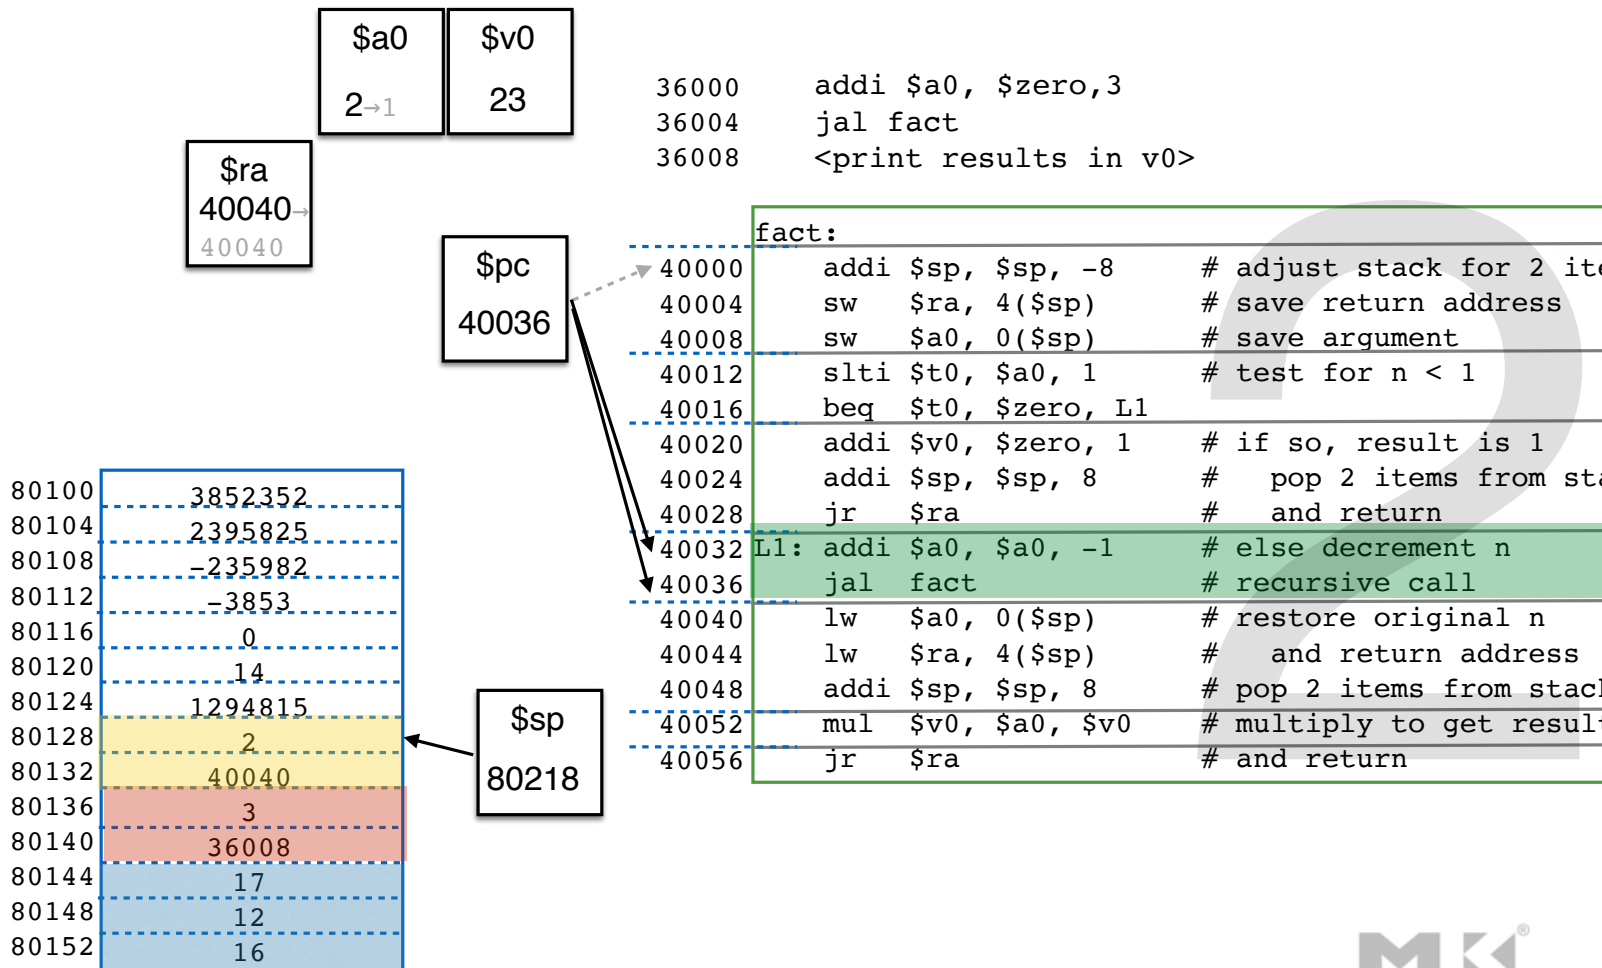 $a0 $v0
2→1 23
$ra
40040→
40040
$pc
40036
36000 addi $a0, $zero,3
36004 jal fact
36008 <print results in v0>
2
fact:
40000 addi $sp, $sp, -8 # adjust stack for 2 ite
40004 sw $ra, 4($sp) # save return address
40008 sw $a0, 0($sp) # save argument
40012 slti $t0, $a0, 1 # test for n < 1
40016 beq $t0, $zero, L1
40020 addi $v0, $zero, 1 # if so, result is 1
40024 addi $sp, $sp, 8 # pop 2 items from sta
40028 jr $ra # and return
40032 L1: addi $a0, $a0, -1 # else decrement n
40036 jal fact # recursive call
40040 lw $a0, 0($sp) # restore original n
40044 lw $ra, 4($sp) # and return address
40048 addi $sp, $sp, 8 # pop 2 items from stack
40052 mul $v0, $a0, $v0 # multiply to get result
40056 jr $ra # and return
80100 3852352
80104 2395825
80108 -235982
80112 -3853
80116 0
80120 14
80124 1294815
80128 2
80132 40040
80136 3
80140 36008
80144 17
80148 12
80152 16
$sp
80218
MK®